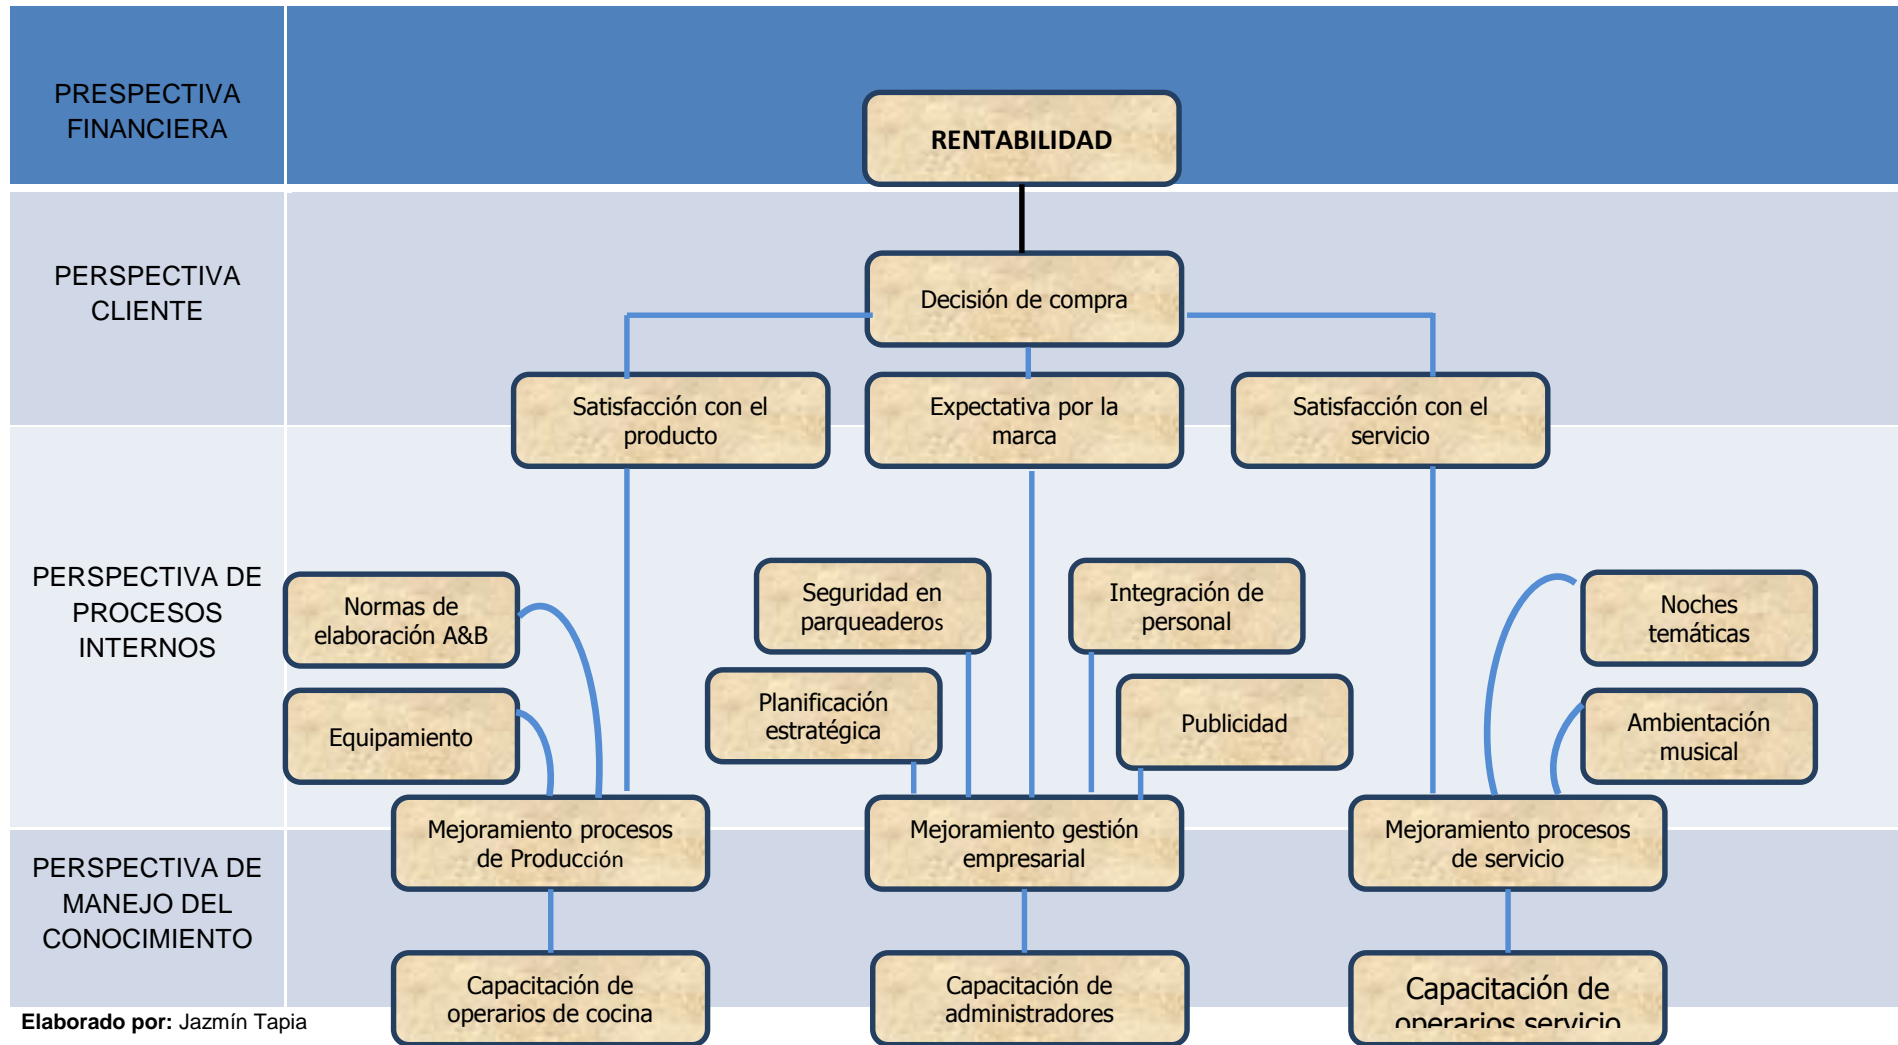 PRESPECTIVA
FINANCIERA
RENTABILIDAD
PERSPECTIVA
CLIENTE
Decisión de compra
Satisfacción con el
producto
Expectativa por la
marca
Satisfacción con el
servicio
PERSPECTIVA DE
PROCESOS
INTERNOS
Normas de
elaboración A&B
Seguridad en
parqueaderos
Integración de
personal
Noches
temáticas
Equipamiento
Planificación
estratégica
Publicidad
Ambientación
musical
Mejoramiento procesos
de Producción
Mejoramiento gestión
empresarial
Mejoramiento procesos
de servicio
PERSPECTIVA DE
MANEJO DEL
CONOCIMIENTO
Capacitación de
operarios de cocina
Capacitación de
administradores
Capacitación de
operarios servicio
Elaborado por: Jazmín Tapia